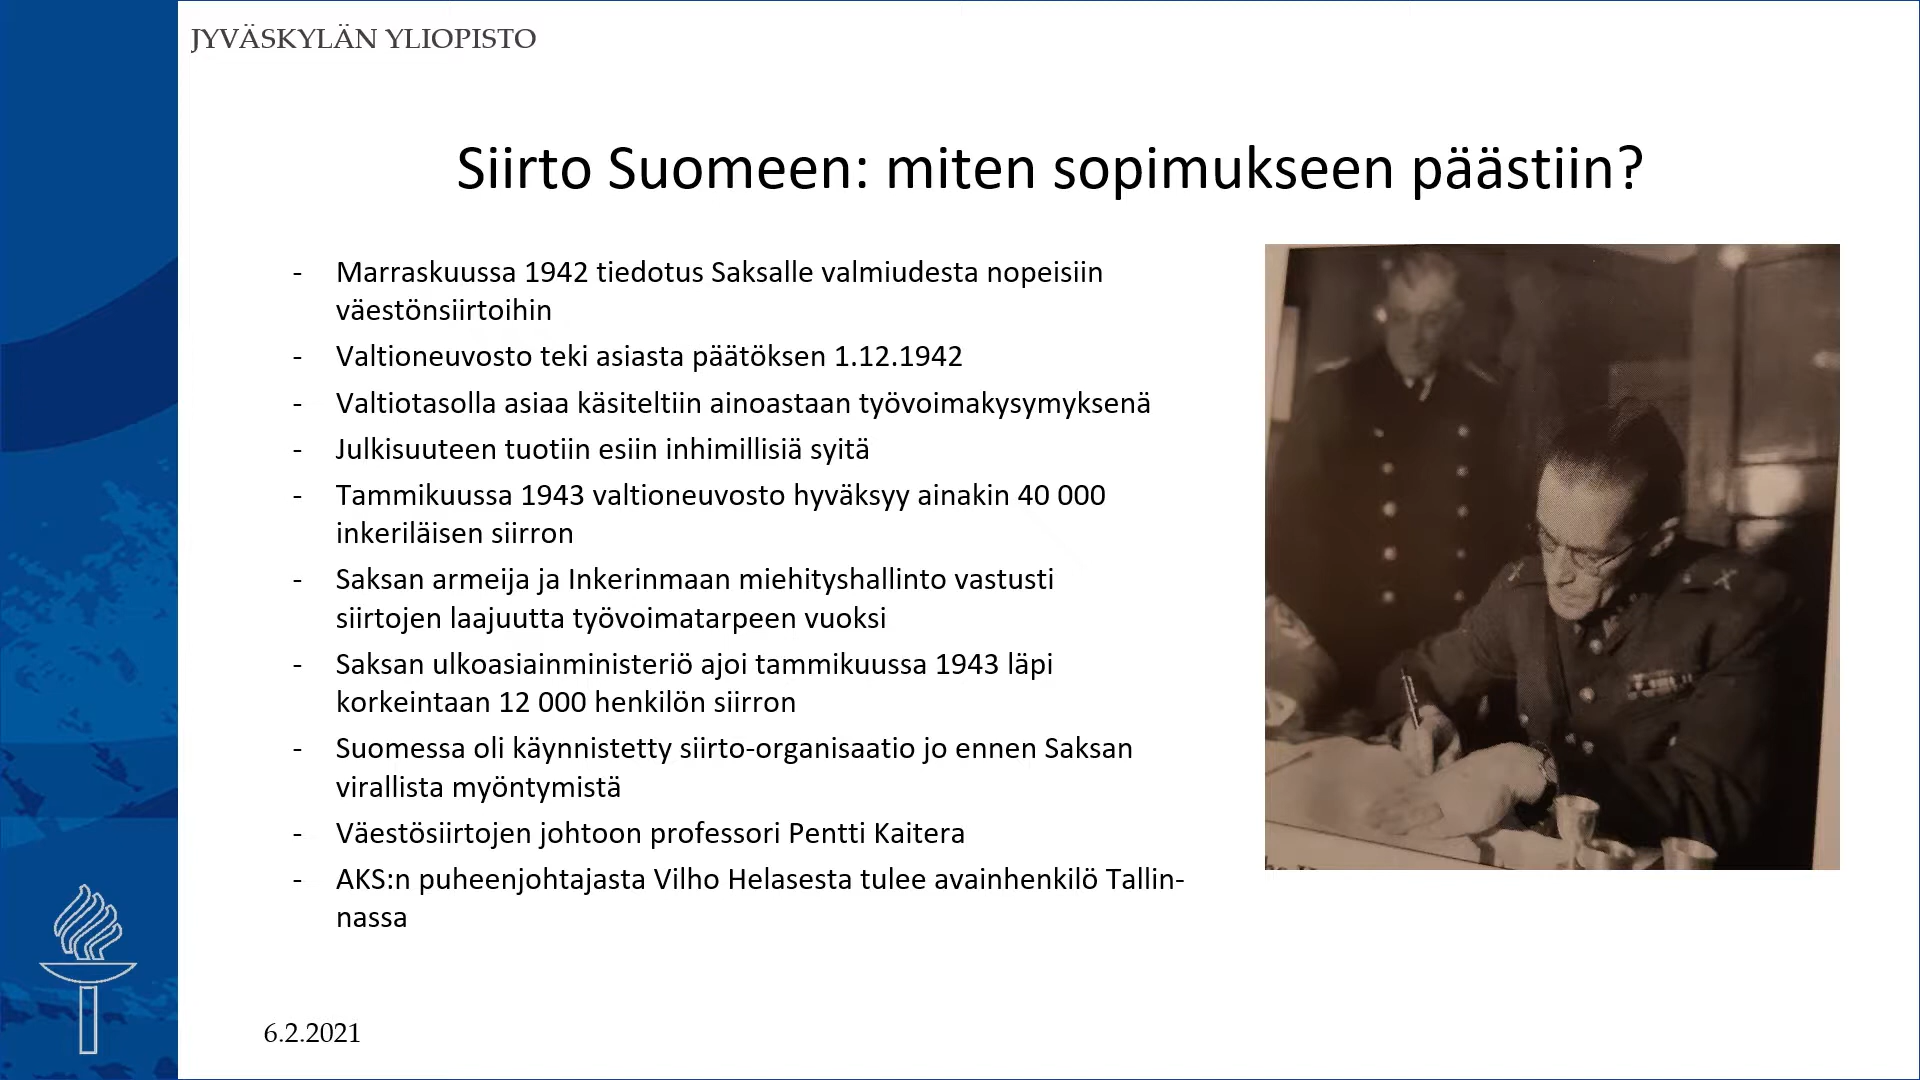 JYVÄSKYLÄN YLIOPISTO
Siirto Suomeen: miten sopimukseen päästiin?
- Marraskuussa 1942 tiedotus Saksalle valmiudesta nopeisiin
väestönsiirtoihin
- Valtioneuvosto teki asiasta päätöksen 1.12.1942
- Valtiotasolla asiaa käsiteltiin ainoastaan työvoimakysymyksenä
- Julkisuuteen tuotiin esiin inhimillisiä syitä
- Tammikuussa 1943 valtioneuvosto hyväksyy ainakin 40 000
inkeriläisen siirron
- Saksan armeija ja Inkerinmaan miehityshallinto vastusti
siirtojen laajuutta työvoimatarpeen vuoksi
- Saksan ulkoasiainministeriö ajoi tammikuussa 1943 läpi
korkeintaan 12 000 henkilön siirron
- Suomessa oli käynnistetty siirto-organisaatio jo ennen Saksan
virallista myöntymistä
- Väestösiirtojen johtoon professori Pentti Kaitera
- AKS:n puheenjohtajasta Vilho Helasesta tulee avainhenkilö Tallin-
nassa
6.2.2021